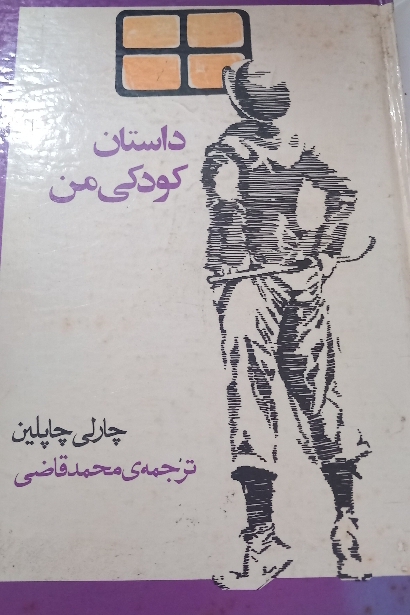 داستان
کودکی من
چارلی چاپلین
ترجمه‌ی محمد قاضی